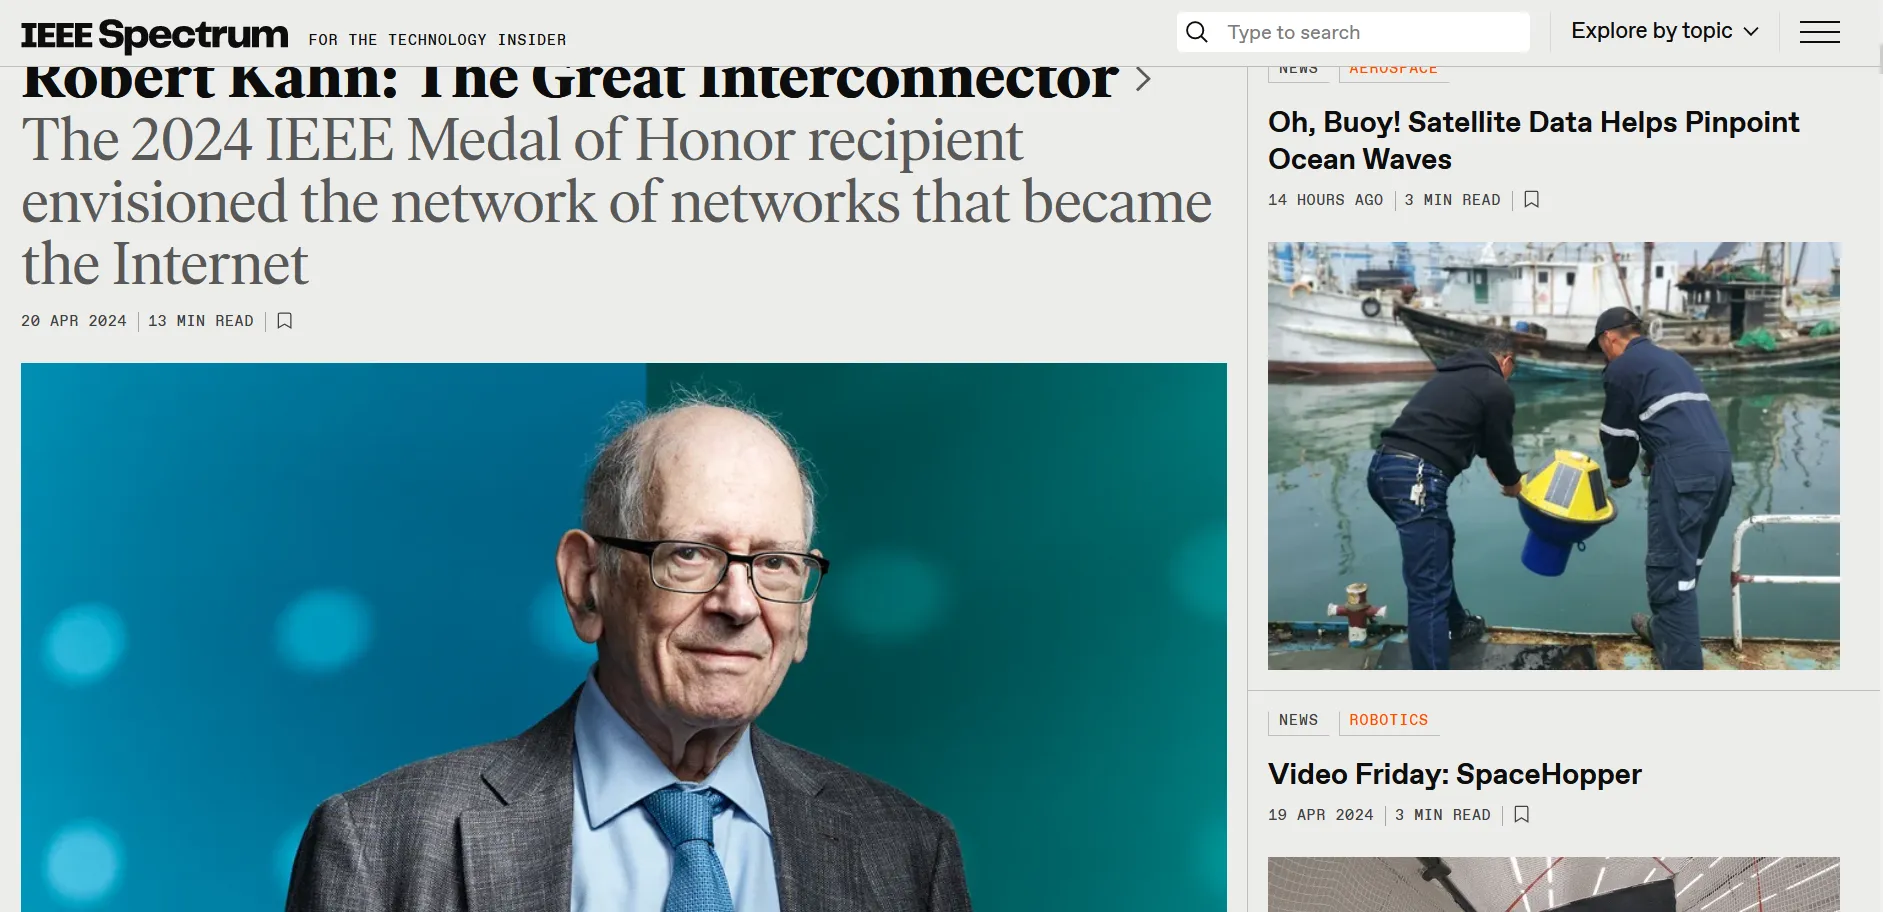 IEEE Spectrum FOR THE TECHNOLOGY INSIDER
Type to search
Explore by topic
Robert Kahn: The Great Interconnector
The 2024 IEEE Medal of Honor recipient
envisioned the network of networks that became
the Internet
20 APR 2024 13 MIN READ
NEWS AEROSPACE
Oh, Buoy! Satellite Data Helps Pinpoint
Ocean Waves
14 HOURS AGO 3 MIN READ
NEWS ROBOTICS
Video Friday: SpaceHopper
19 APR 2024 3 MIN READ